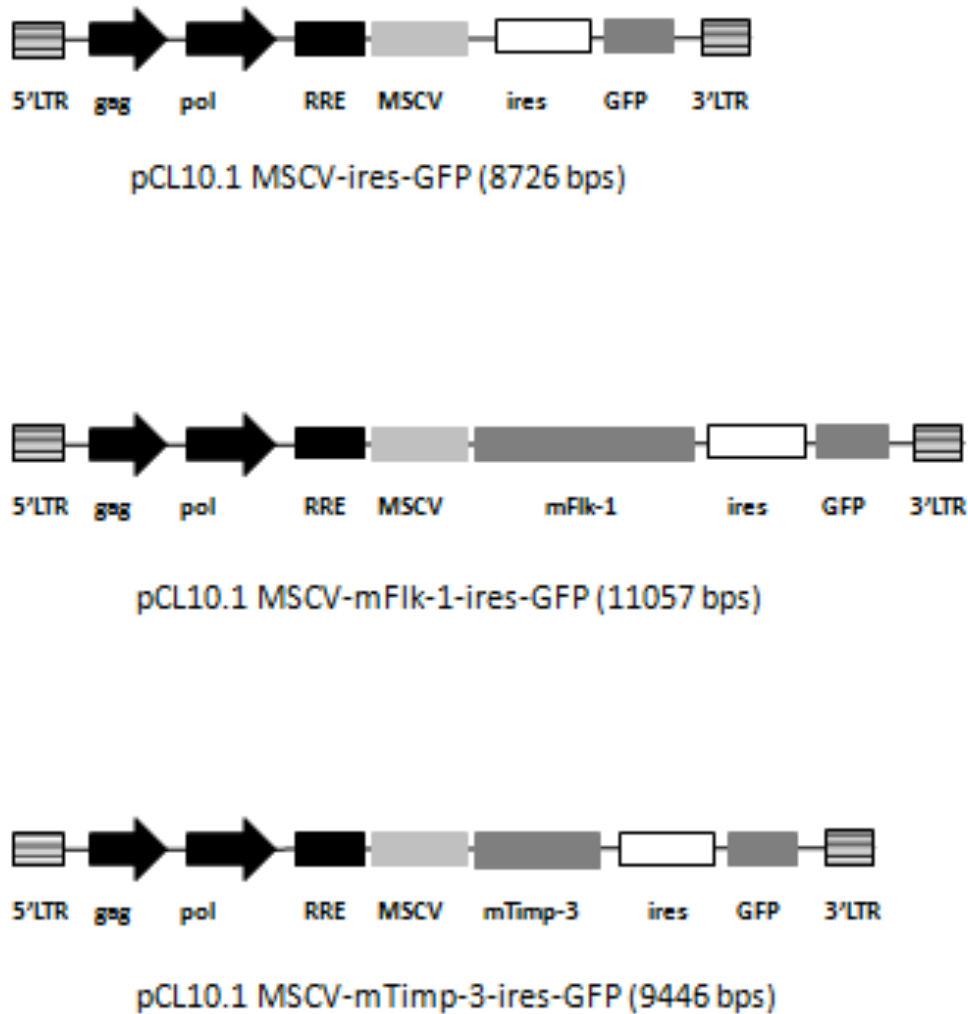 5'LTR gag pol RRE MSCV ires GFP 3'LTR
pCL10.1 MSCV-ires-GFP (8726 bps)
5'LTR gag pol RRE MSCV mFlk-1 ires GFP 3'LTR
pCL10.1 MSCV-mFlk-1-ires-GFP (11057 bps)
5'LTR gag pol RRE MSCV mTimp-3 ires GFP 3'LTR
pCL10.1 MSCV-mTimp-3-ires-GFP (9446 bps)